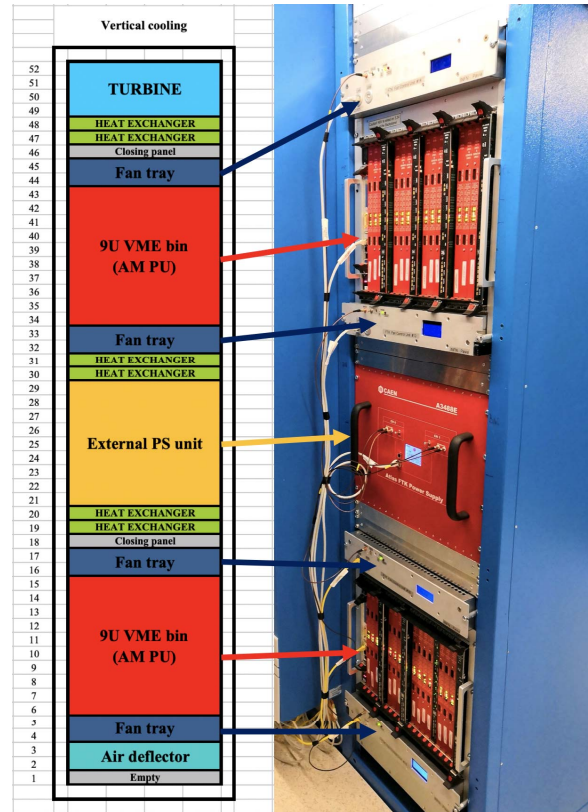 Vertical cooling
52
51
50
49
48
47
46
45
44
43
42
41
40
39
38
37
36
35
34
33
32
31
30
29
28
27
26
25
24
23
22
21
20
19
18
17
16
15
14
13
12
11
10
9
8
7
6
5
4
3
2
1
TURBINE
HEAT EXCHANGER
HEAT EXCHANGER
Closing panel
Fan tray
9U VME bin
(AM PU)
Fan tray
HEAT EXCHANGER
HEAT EXCHANGER
External PS unit
HEAT EXCHANGER
HEAT EXCHANGER
Closing panel
Fan tray
9U VME bin
(AM PU)
Fan tray
Air deflector
Empty
CAEN
A3488E
Atlas FTK Power Supply